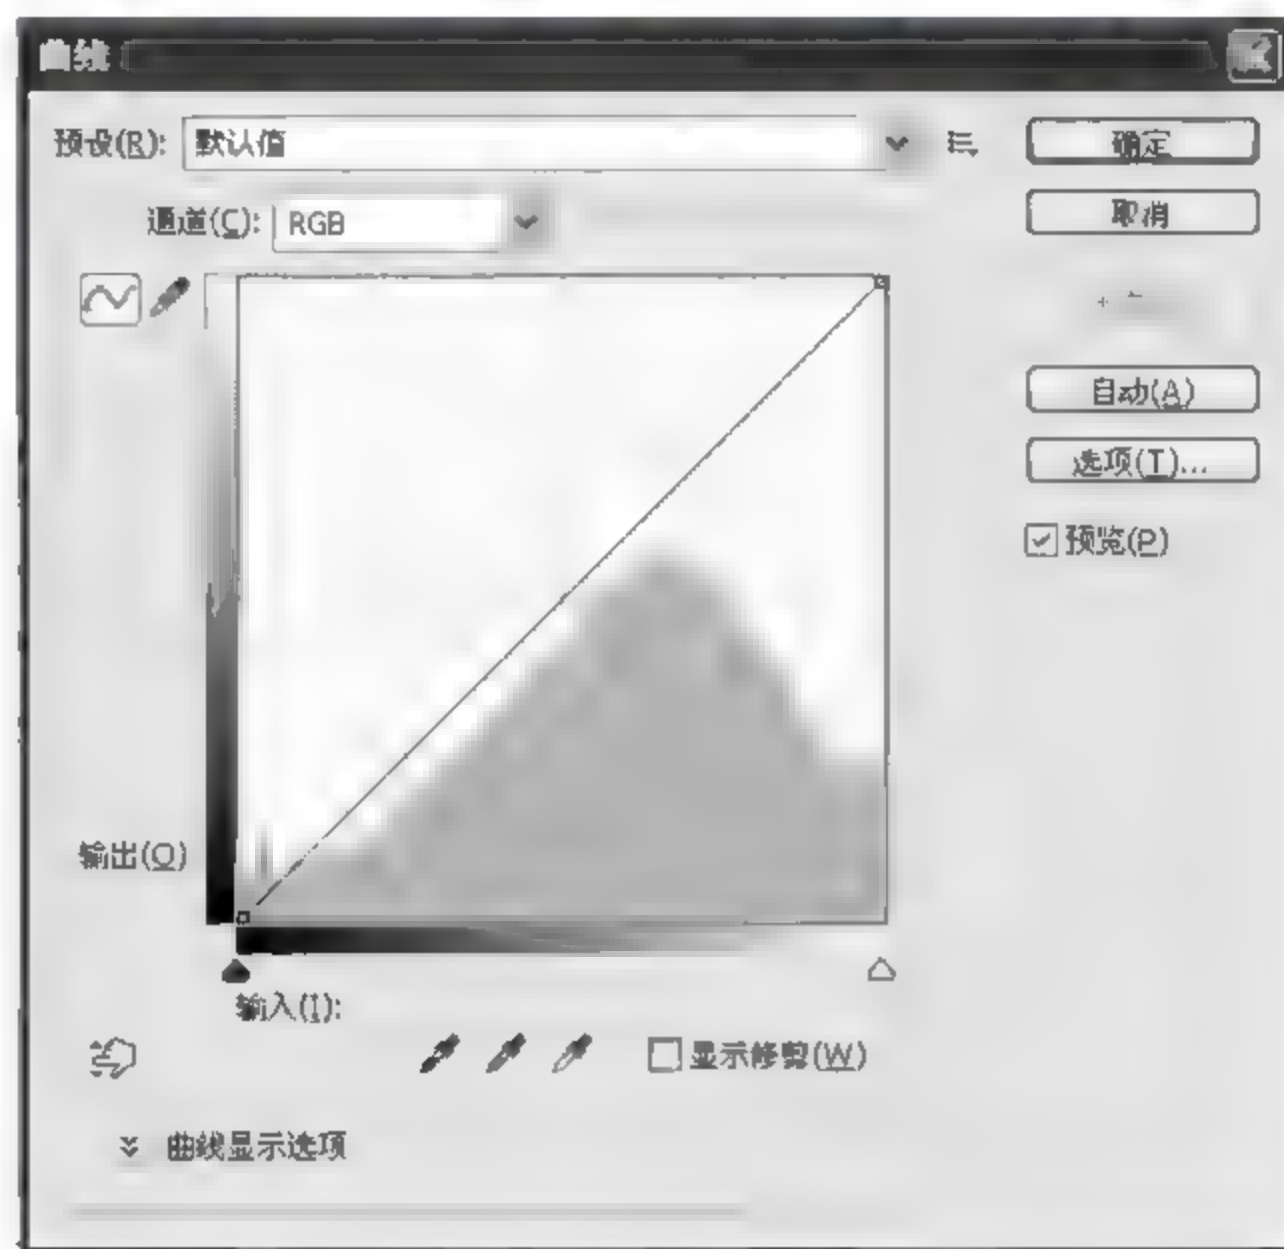 曲线
预设(R): 默认值
确定
通道(C): RGB
取消
自动(A)
选项(T)...
预览(P)
输出(O)
输入(I):
显示修剪(W)
曲线显示选项